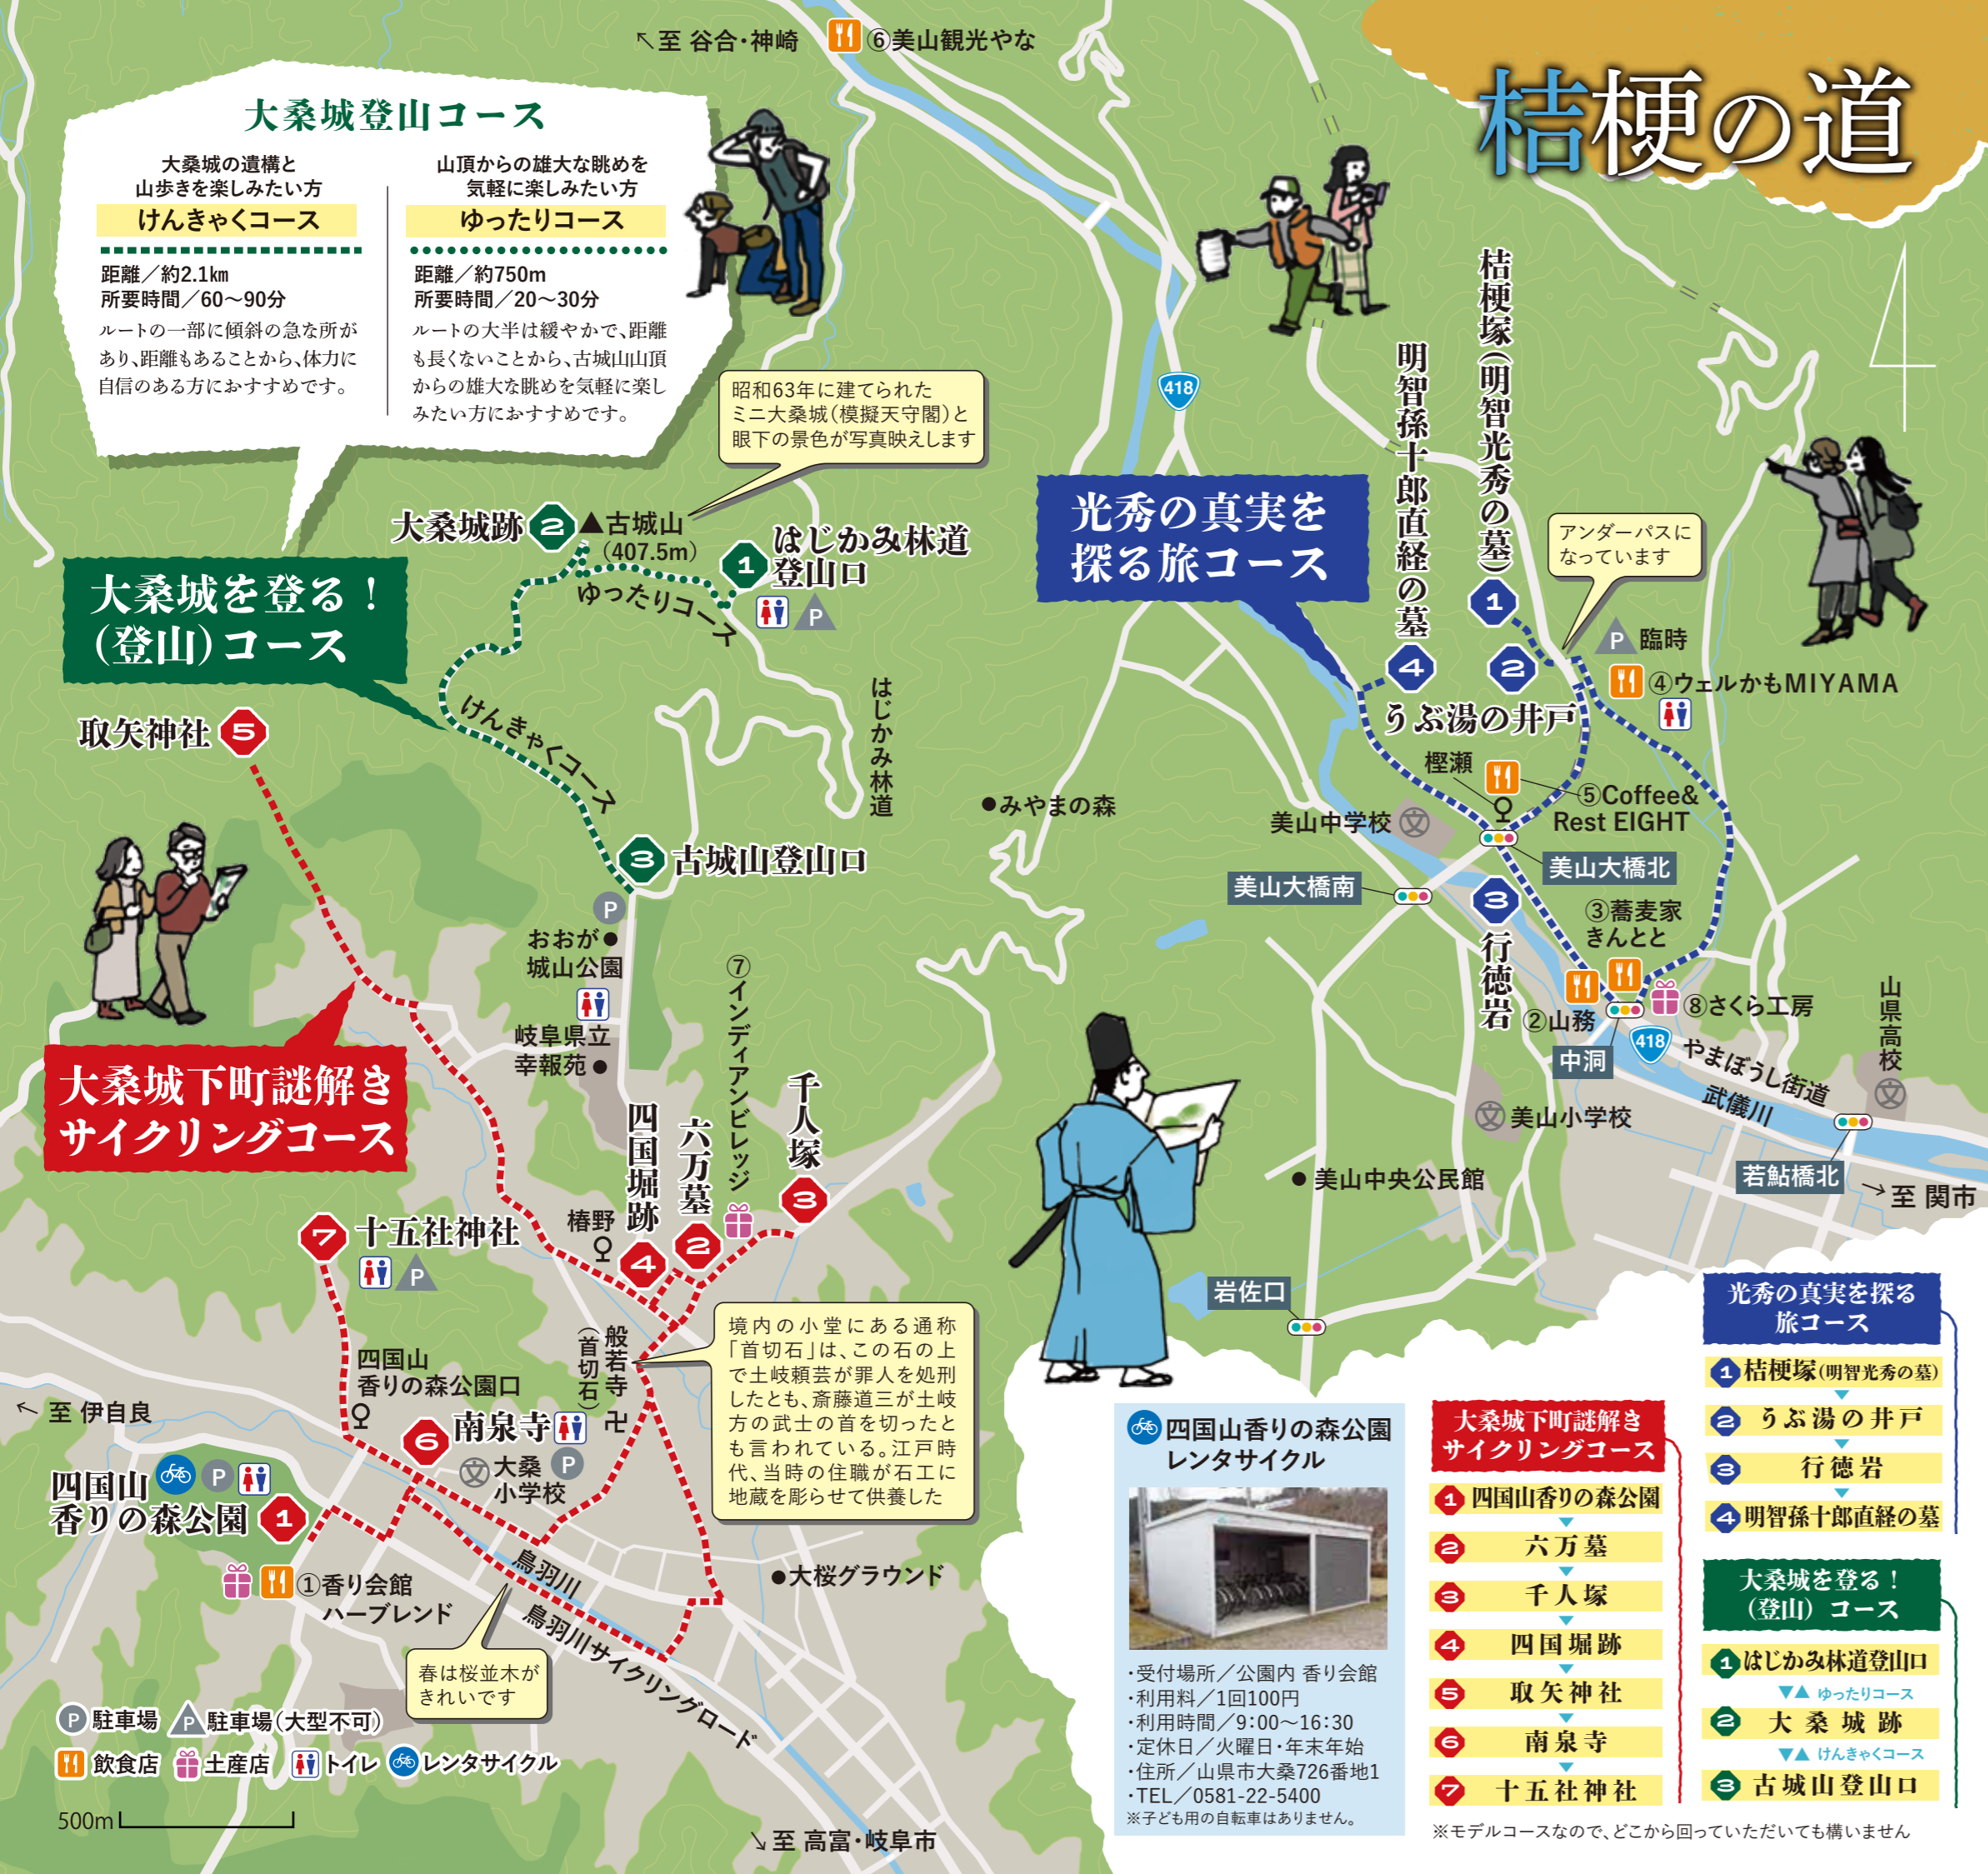 桔梗の道
↖至 谷合・神崎
⑥美山観光やな
大桑城登山コース
大桑城の遺構と
山歩きを楽しみたい方
けんきゃくコース
距離／約2.1㎞
所要時間／60〜90分
ルートの一部に傾斜の急な所が
あり、距離もあることから、体力に
自信のある方におすすめです。
山頂からの雄大な眺めを
気軽に楽しみたい方
ゆったりコース
距離／約750m
所要時間／20〜30分
ルートの大半は緩やかで、距離
も長くないことから、古城山山頂
からの雄大な眺めを気軽に楽し
みたい方におすすめです。
昭和63年に建てられた
ミニ大桑城（模擬天守閣）と
眼下の景色が写真映えします
大桑城跡
2
▲古城山
（407.5m）
1
はじかみ林道
登山口
P
ゆったりコース
大桑城を登る！
（登山）コース
けんきゃくコース
はじかみ林道
取矢神社
5
3
古城山登山口
P
おおが
城山公園
岐阜県立
幸報苑
大桑城下町謎解き
サイクリングコース
⑦インディアンビレッジ
千人塚
3
六万墓
2
四国堀跡
4
椿野
7
十五社神社
P
般若寺
（首切石）
卍
境内の小堂にある通称
「首切石」は、この石の上
で土岐頼芸が罪人を処刑
したとも、斎藤道三が土岐
方の武士の首を切ったと
も言われている。江戸時
代、当時の住職が石工に
地蔵を彫らせて供養した
四国山
香りの森公園口
← 至 伊自良
6
南泉寺
文
大桑
小学校
P
四国山
香りの森公園
P
1
①香り会館
ハーブレンド
鳥羽川
鳥羽川サイクリングロード
春は桜並木が
きれいです
大桜グラウンド
↘至 高富・岐阜市
P 駐車場
P 駐車場（大型不可）
飲食店
土産店
トイレ
レンタサイクル
500m
418
光秀の真実を
探る旅コース
桔梗塚（明智光秀の墓）
1
明智孫十郎直経の墓
4
2
うぶ湯の井戸
アンダーパスに
なっています
P 臨時
④ウェルかもMIYAMA
樫瀬
⑤Coffee&
Rest EIGHT
みやまの森
美山中学校
文
美山大橋北
美山大橋南
3
行徳岩
③蕎麦家
きんとと
②山務
⑧さくら工房
中洞
418
やまぼうし街道
武儀川
山県高校
文
文
美山小学校
若鮎橋北
→至 関市
美山中央公民館
岩佐口
四国山香りの森公園
レンタサイクル
・受付場所／公園内 香り会館
・利用料／1回100円
・利用時間／9：00〜16：30
・定休日／火曜日・年末年始
・住所／山県市大桑726番地1
・TEL／0581-22-5400
※子ども用の自転車はありません。
大桑城下町謎解き
サイクリングコース
1 四国山香りの森公園
2 六万墓
3 千人塚
4 四国堀跡
5 取矢神社
6 南泉寺
7 十五社神社
光秀の真実を探る
旅コース
1 桔梗塚（明智光秀の墓）
2 うぶ湯の井戸
3 行徳岩
4 明智孫十郎直経の墓
大桑城を登る！
（登山）コース
1 はじかみ林道登山口
▼▲ ゆったりコース
2 大桑城跡
▼▲ けんきゃくコース
3 古城山登山口
※モデルコースなので、どこから回っていただいても構いません